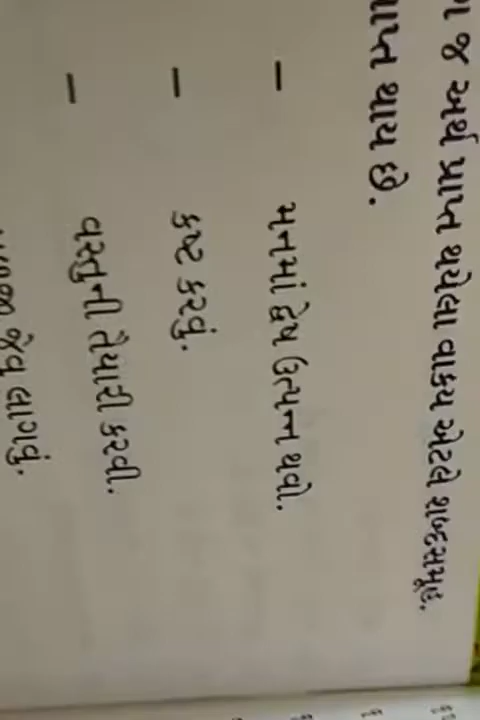 જ અર્થ પ્રાપ્ત થયેલા વાક્ય એટલે શબ્દસમૂહ.
થાય છે.
– મનમાં દ્વેષ ઉત્પન્ન થવો.
– કષ્ટ કરવું.
– વસ્તુની તૈયારી કરવી.
જેવુ લાગવું.